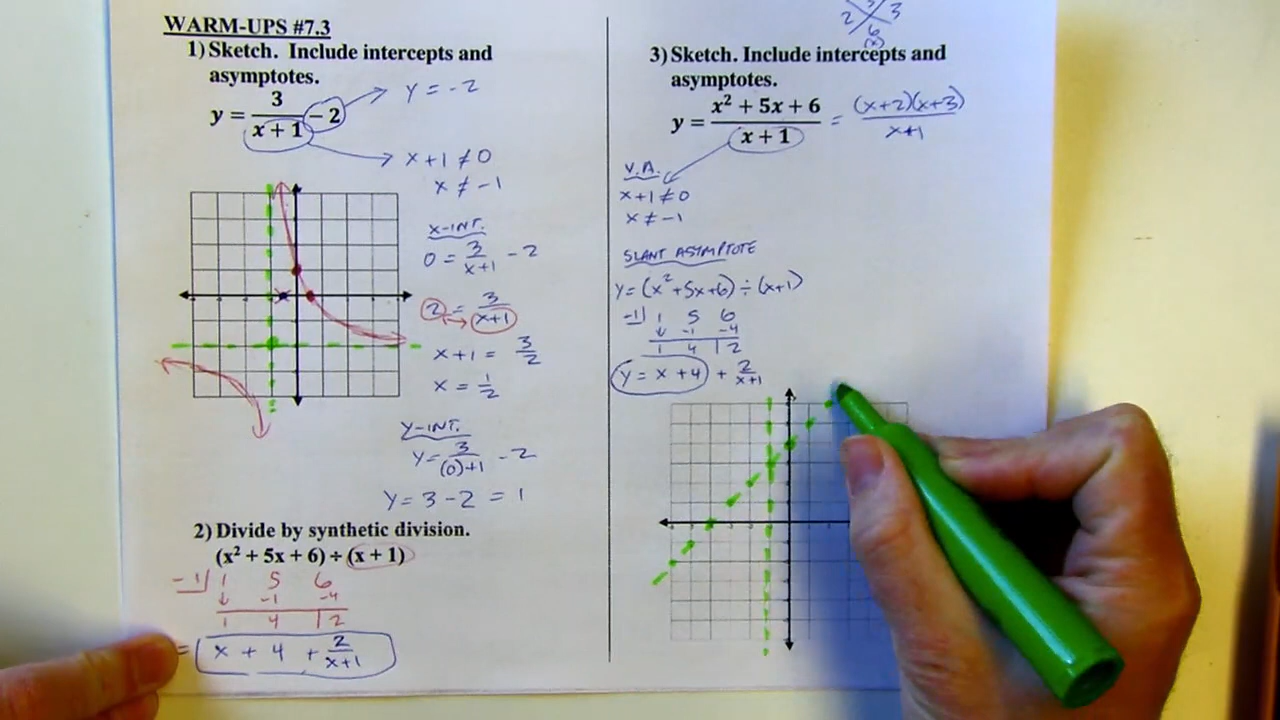 WARM-UPS #7.3
1) Sketch. Include intercepts and
asymptotes.
y = 3/(x + 1) − 2
y = -2
x+1 ≠ 0
x ≠ -1
X-INT.
0 = 3/(x+1) - 2
2 = 3/(x+1)
x+1 = 3/2
x = 1/2
Y-INT.
y = 3/((0)+1) - 2
y = 3 - 2 = 1
2) Divide by synthetic division.
(x² + 5x + 6) ÷ (x + 1)
-1| 1 5 6
↓ -1 -4
1 4 | 2
= x + 4 + 2/(x+1)
2 3
6
(x)
3) Sketch. Include intercepts and
asymptotes.
y = (x² + 5x + 6)/(x + 1) = (x+2)(x+3)/(x+1)
V.A.
x+1 ≠ 0
x ≠ -1
SLANT ASYMPTOTE
y = (x² + 5x + 6) ÷ (x+1)
-1| 1 5 6
↓ -1 -4
1 4 | 2
y = x + 4 + 2/(x+1)